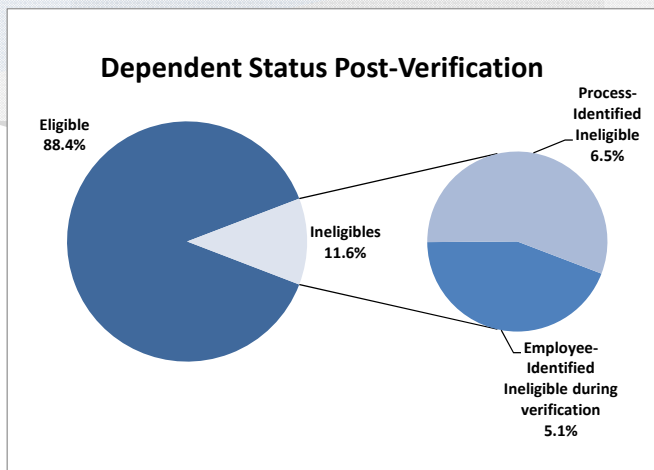 Dependent Status Post-Verification
Eligible
88.4%
Ineligibles
11.6%
Process-
Identified
Ineligible
6.5%
Employee-
Identified
Ineligible during
verification
5.1%